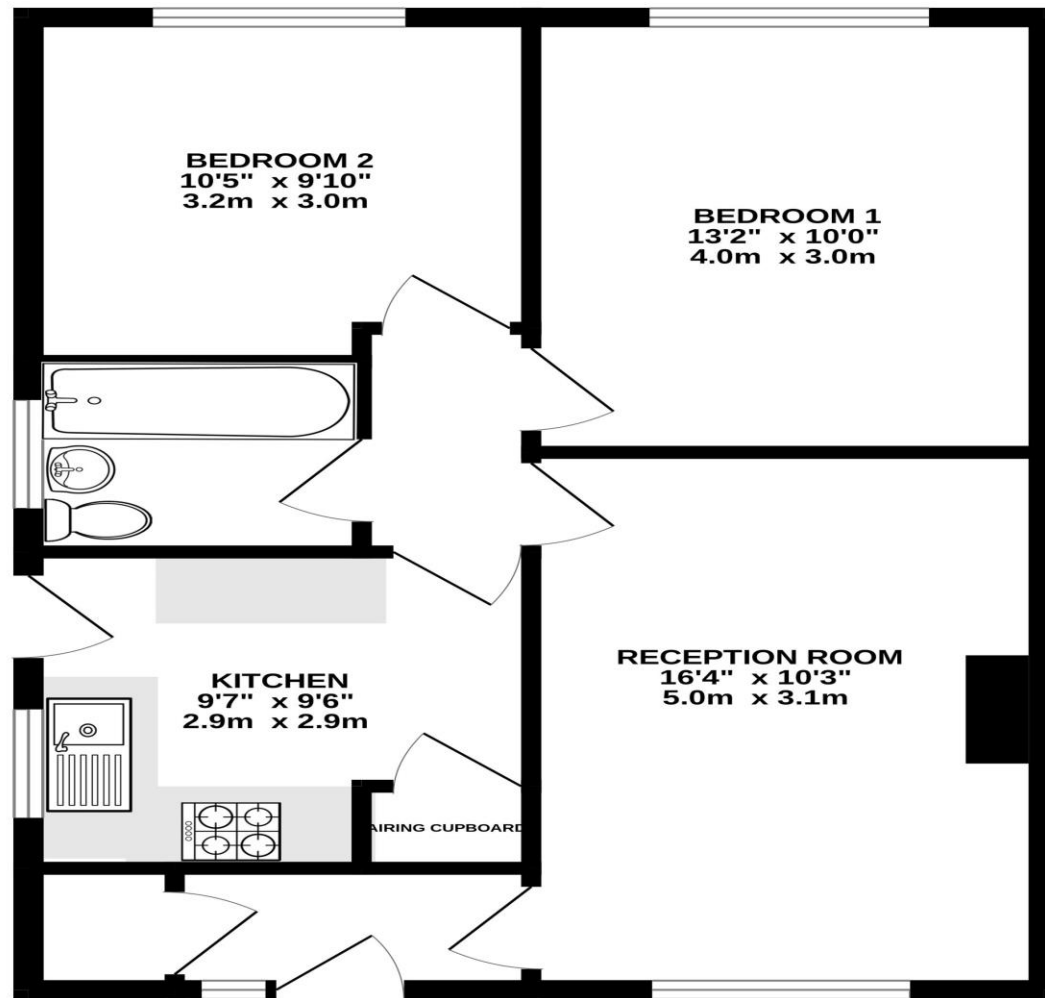 BEDROOM 2
10'5" x 9'10"
3.2m x 3.0m
BEDROOM 1
13'2" x 10'0"
4.0m x 3.0m
RECEPTION ROOM
16'4" x 10'3"
5.0m x 3.1m
KITCHEN
9'7" x 9'6"
2.9m x 2.9m
AIRING CUPBOARD